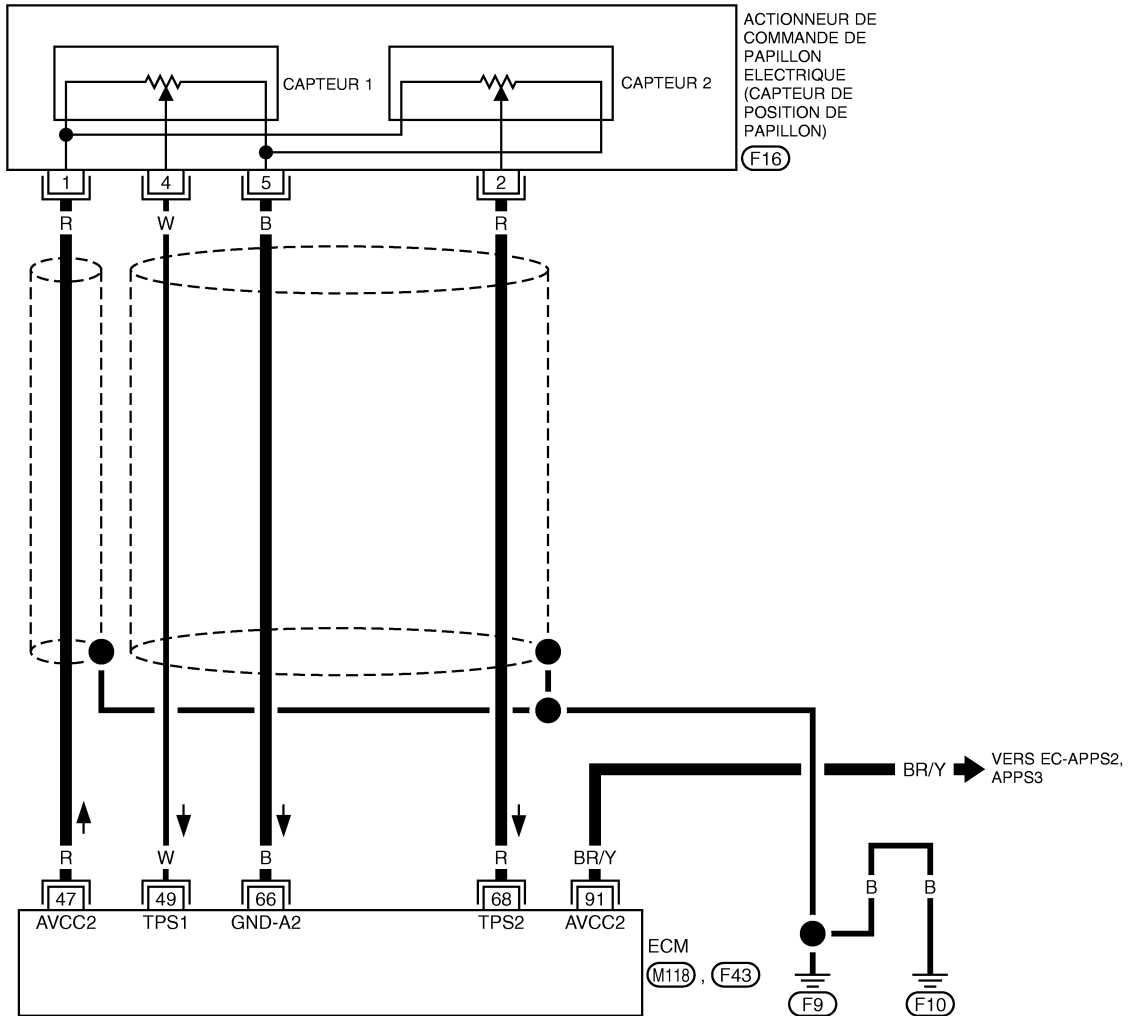 ACTIONNEUR DE
COMMANDE DE
PAPILLON
ELECTRIQUE
(CAPTEUR DE
POSITION DE
PAPILLON)
F16
CAPTEUR 1
CAPTEUR 2
1 4 5 2
R W B R
VERS EC-APPS2,
APPS3
BR/Y
R W B R BR/Y
B B
47 49 66 68 91
AVCC2 TPS1 GND-A2 TPS2 AVCC2
ECM
M118 , F43
F9 F10